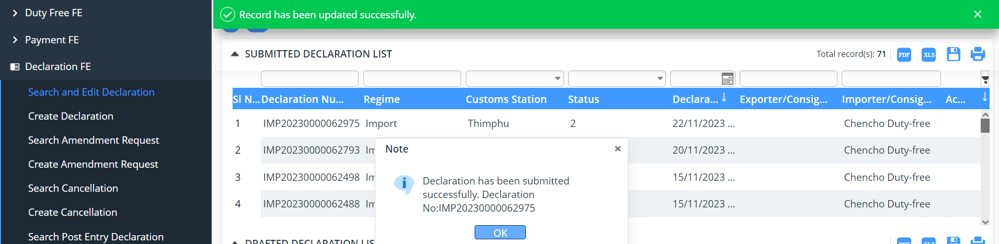 Duty Free FE
Payment FE
Declaration FE
Search and Edit Declaration
Create Declaration
Search Amendment Request
Create Amendment Request
Search Cancellation
Create Cancellation
Search Post Entry Declaration
Record has been updated successfully.
SUBMITTED DECLARATION LIST
Total record(s): 71
PDF
XLS
Sl N... Declaration Nu... Regime Customs Station Status Declara... Exporter/Consig... Importer/Consig... Ac...
1 IMP20230000062975 Import Thimphu 2 22/11/2023 ... Chencho Duty-free
2 IMP20230000062793 Im 20/11/2023 ... Chencho Duty-free
3 IMP20230000062498 Im 15/11/2023 ... Chencho Duty-free
4 IMP20230000062488 Im 15/11/2023 ... Chencho Duty-free
Note
Declaration has been submitted
successfully. Declaration
No:IMP20230000062975
OK
DRAFTED DECLARATION LIS
PDF
XLS